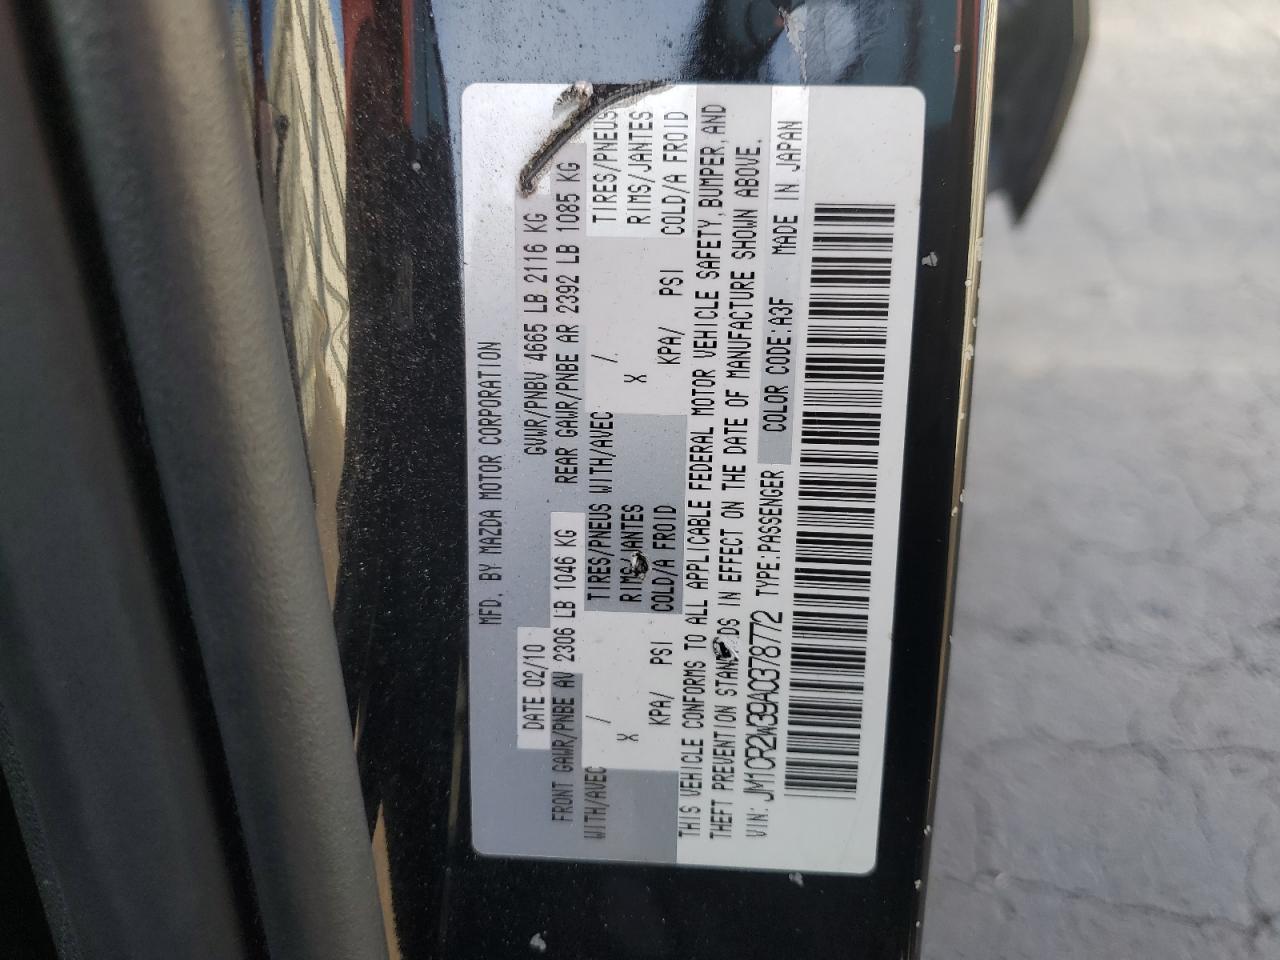 MFD. BY MAZDA MOTOR CORPORATION
DATE 02/10 GVWR/PNBV 4665 LB 2116 KG
FRONT GAWR/PNBE AV 2306 LB 1046 KG REAR GAWR/PNBE AR 2392 LB 1085 KG
WITH/AVEC / TIRES/PNEUS WITH/AVEC / TIRES/PNEUS
X RIMS/JANTES X RIMS/JANTES
KPA/ PSI COLD/A FROID KPA/ PSI COLD/A FROID
THIS VEHICLE CONFORMS TO ALL APPLICABLE FEDERAL MOTOR VEHICLE SAFETY, BUMPER, AND
THEFT PREVENTION STANDARDS IN EFFECT ON THE DATE OF MANUFACTURE SHOWN ABOVE.
VIN: JM1CR2W39A0378772 TYPE:PASSENGER COLOR CODE:A3F MADE IN JAPAN